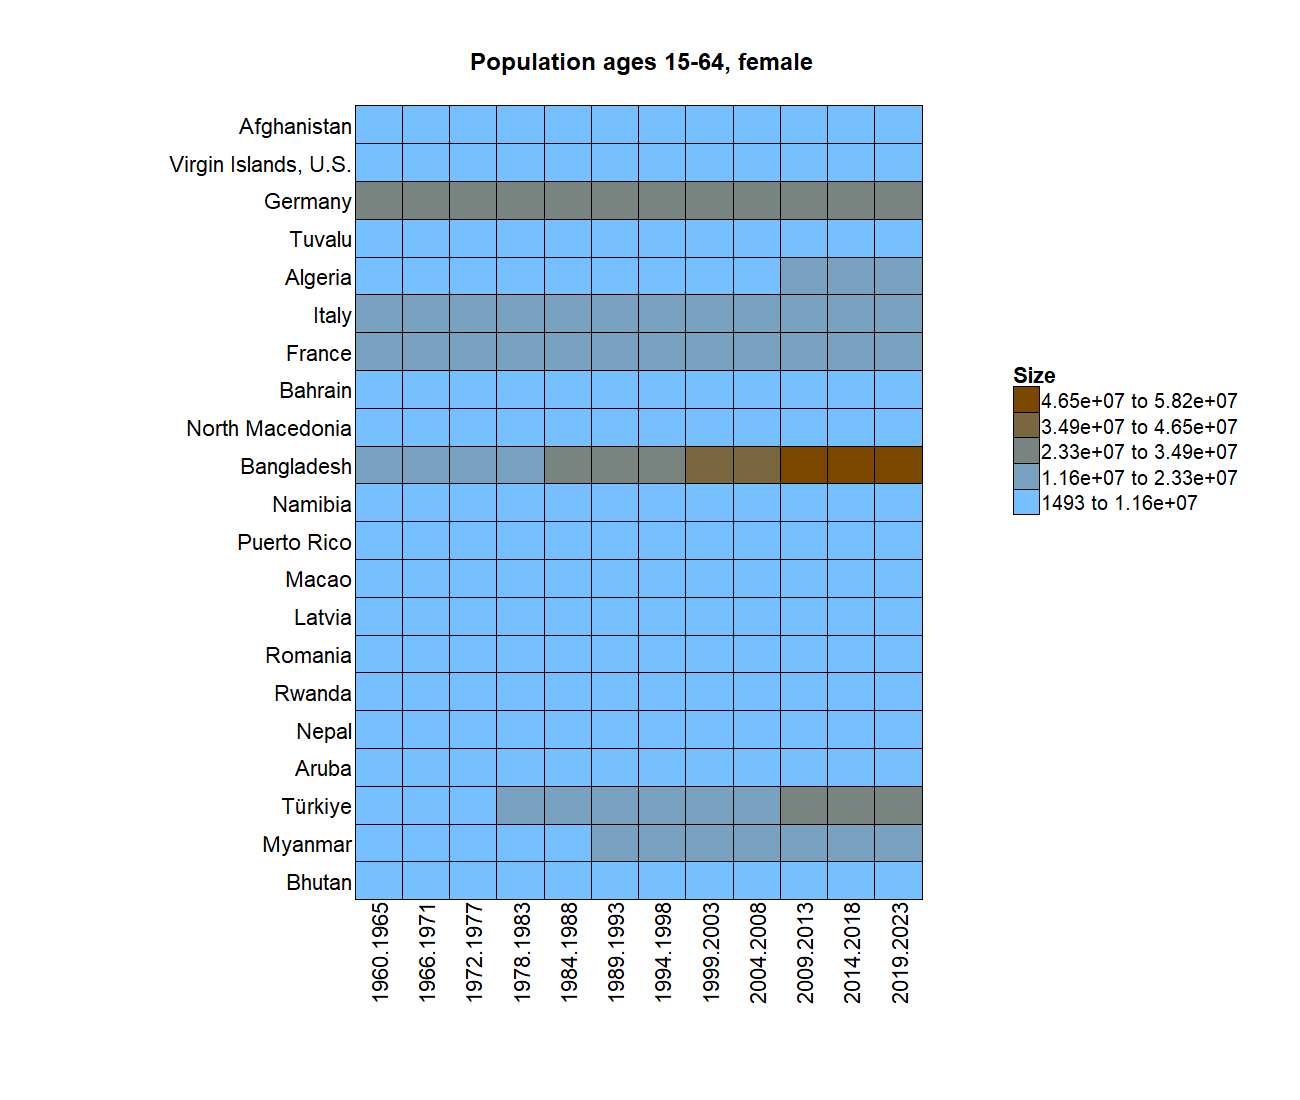 Population ages 15-64, female
Afghanistan
Virgin Islands, U.S.
Germany
Tuvalu
Algeria
Italy
France
Bahrain
North Macedonia
Bangladesh
Namibia
Puerto Rico
Macao
Latvia
Romania
Rwanda
Nepal
Aruba
Türkiye
Myanmar
Bhutan
1960.1965
1966.1971
1972.1977
1978.1983
1984.1988
1989.1993
1994.1998
1999.2003
2004.2008
2009.2013
2014.2018
2019.2023
Size
4.65e+07 to 5.82e+07
3.49e+07 to 4.65e+07
2.33e+07 to 3.49e+07
1.16e+07 to 2.33e+07
1493 to 1.16e+07